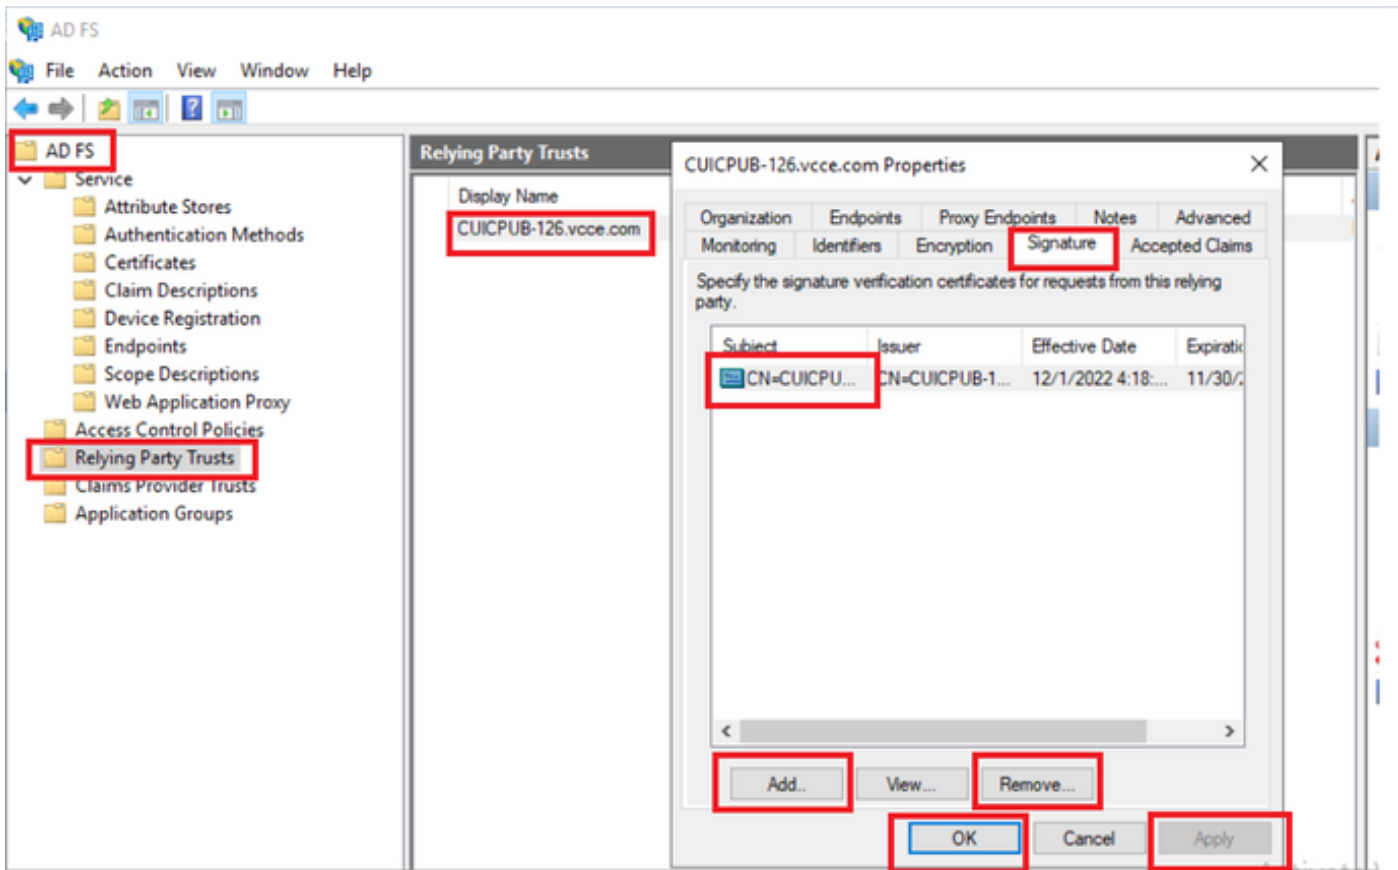 AD FS
File Action View Window Help
AD FS
Service
Attribute Stores
Authentication Methods
Certificates
Claim Descriptions
Device Registration
Endpoints
Scope Descriptions
Web Application Proxy
Access Control Policies
Relying Party Trusts
Claims Provider Trusts
Application Groups
Relying Party Trusts
Display Name
CUICPUB-126.vcce.com
CUICPUB-126.vcce.com Properties
Organization Endpoints Proxy Endpoints Notes Advanced
Monitoring Identifiers Encryption Signature Accepted Claims
Specify the signature verification certificates for requests from this relying
party.
Subject Issuer Effective Date Expiratic
CN=CUICPU... CN=CUICPUB-1... 12/1/2022 4:18:... 11/30/
Add.. View... Remove...
OK Cancel Apply